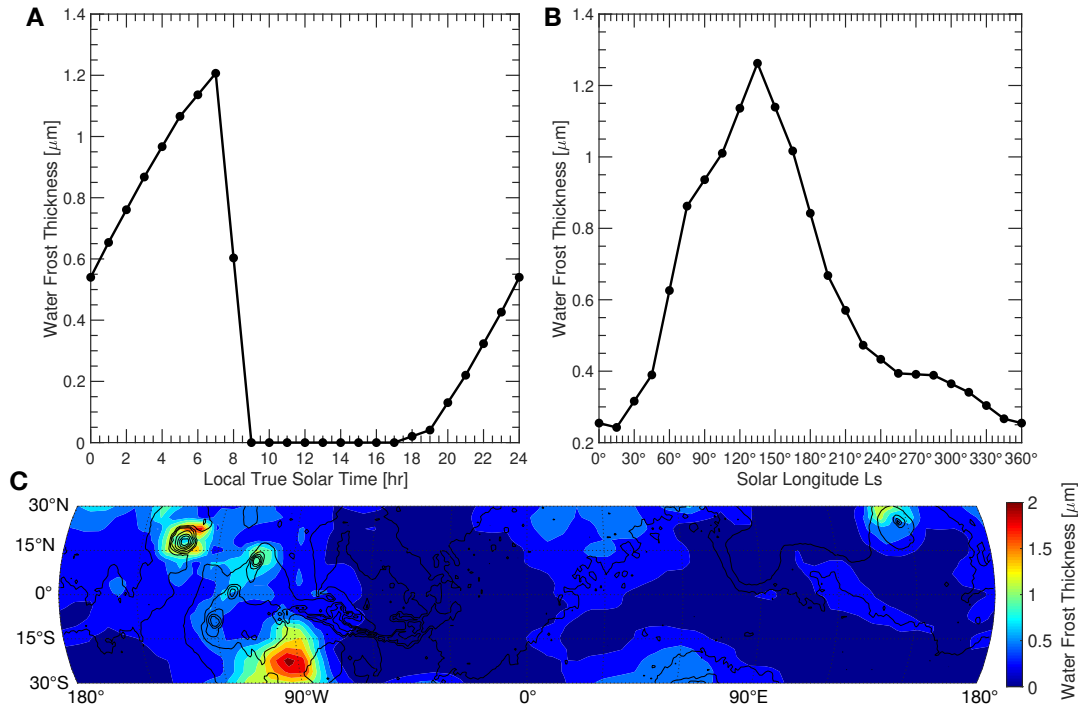 A
B
1.4
1.2
1
0.8
0.6
0.4
0.2
0
Water Frost Thickness [μm]
0 2 4 6 8 10 12 14 16 18 20 22 24
Local True Solar Time [hr]
1.4
1.2
1
0.8
0.6
0.4
0.2
Water Frost Thickness [μm]
0° 30° 60° 90° 120° 150° 180° 210° 240° 270° 300° 330° 360°
Solar Longitude Ls
C
30°N
15°N
0°
15°S
30°S
180° 90°W 0° 90°E 180°
2
1.5
1
0.5
0
Water Frost Thickness [μm]